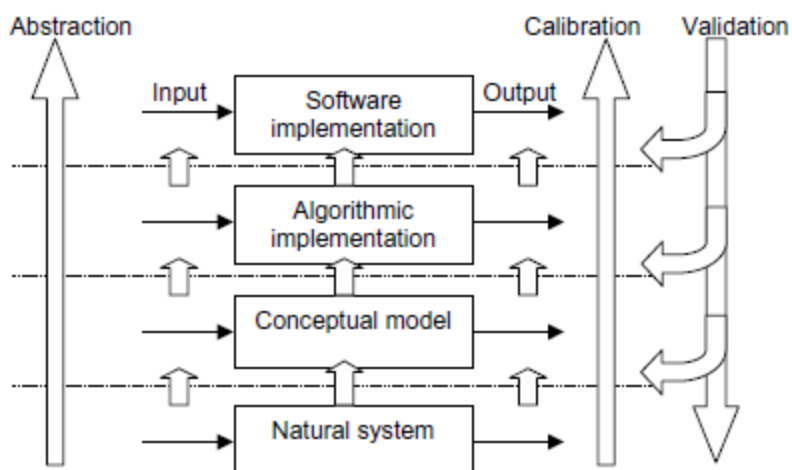 Abstraction
Calibration
Validation
Input
Software
implementation
Output
Algorithmic
implementation
Conceptual model
Natural system